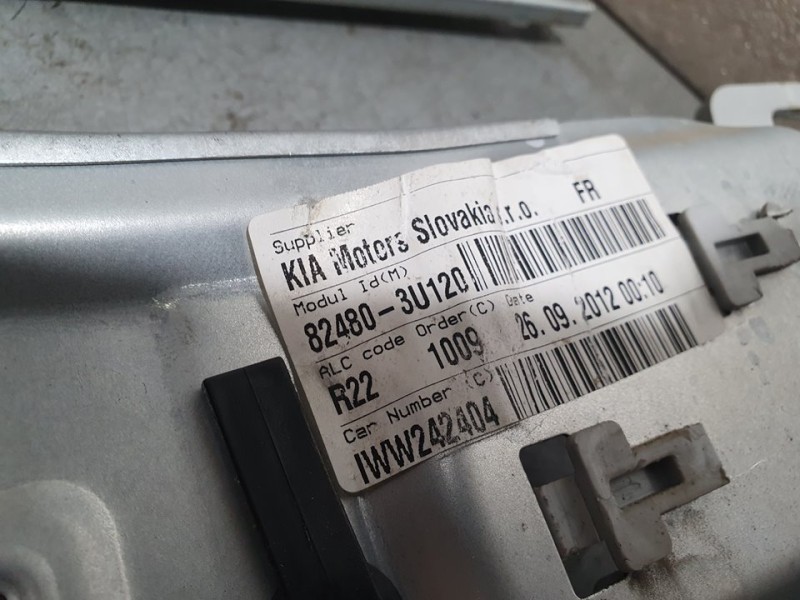 Supplier
KIA Motors Slovakia s.r.o. FR
Modul Id(M)
82480-3U120
ALC code Order(C) Date
R22 1009 26.09.2012 00:10
Car Number (C)
IWW242404